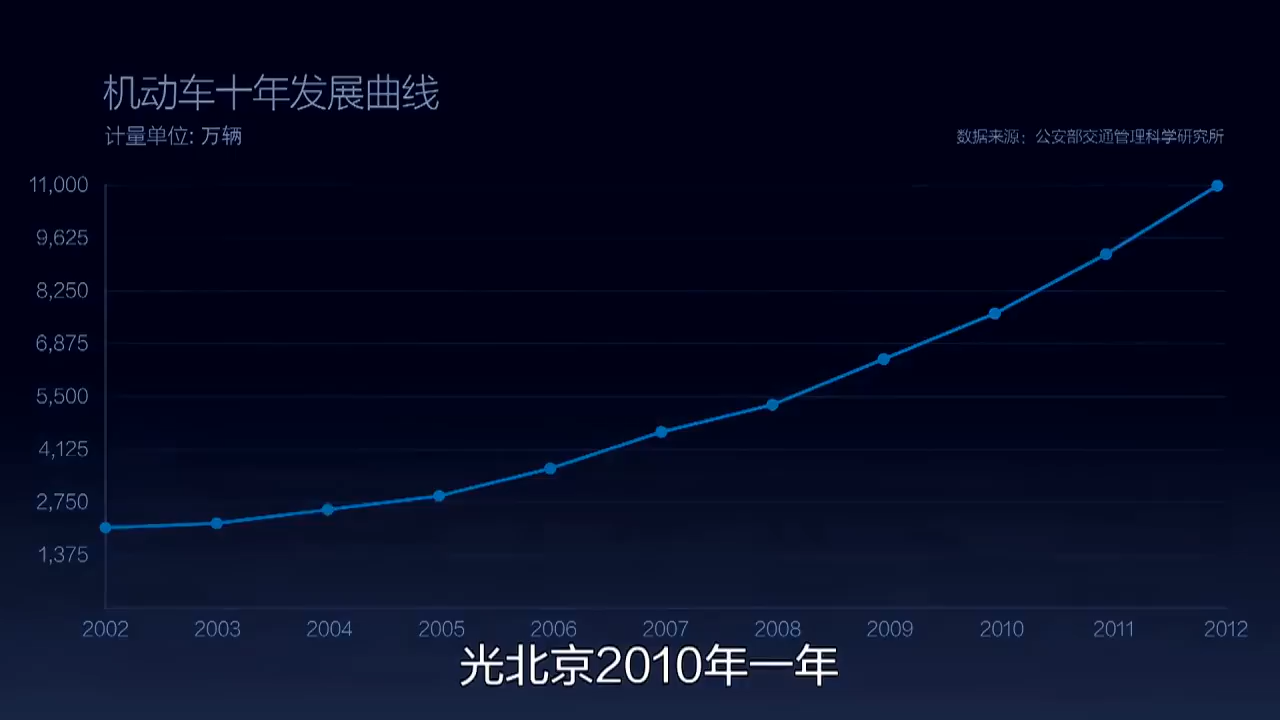 机动车十年发展曲线
计量单位: 万辆
数据来源：公安部交通管理科学研究所
11,000
9,625
8,250
6,875
5,500
4,125
2,750
1,375
2002 2003 2004 2005 2006 2007 2008 2009 2010 2011 2012
光北京2010年一年